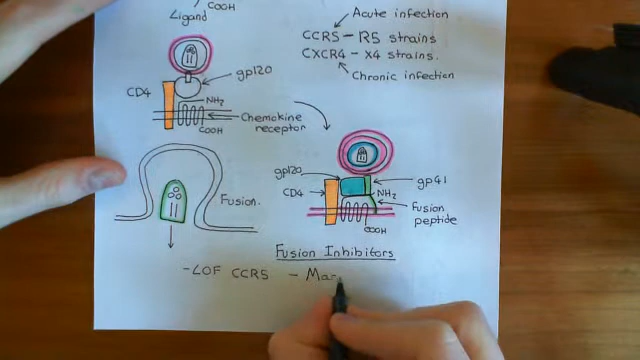 COOH
Ligand
Acute infection
CCR5 - R5 strains
CXCR4 - X4 strains.
Chronic infection
gp120
CD4
NH2
COOH
Chemokine
receptor
gp120
CD4
gp41
NH2
COOH
Fusion
peptide
Fusion.
Fusion Inhibitors
-LOF CCR5 - Ma